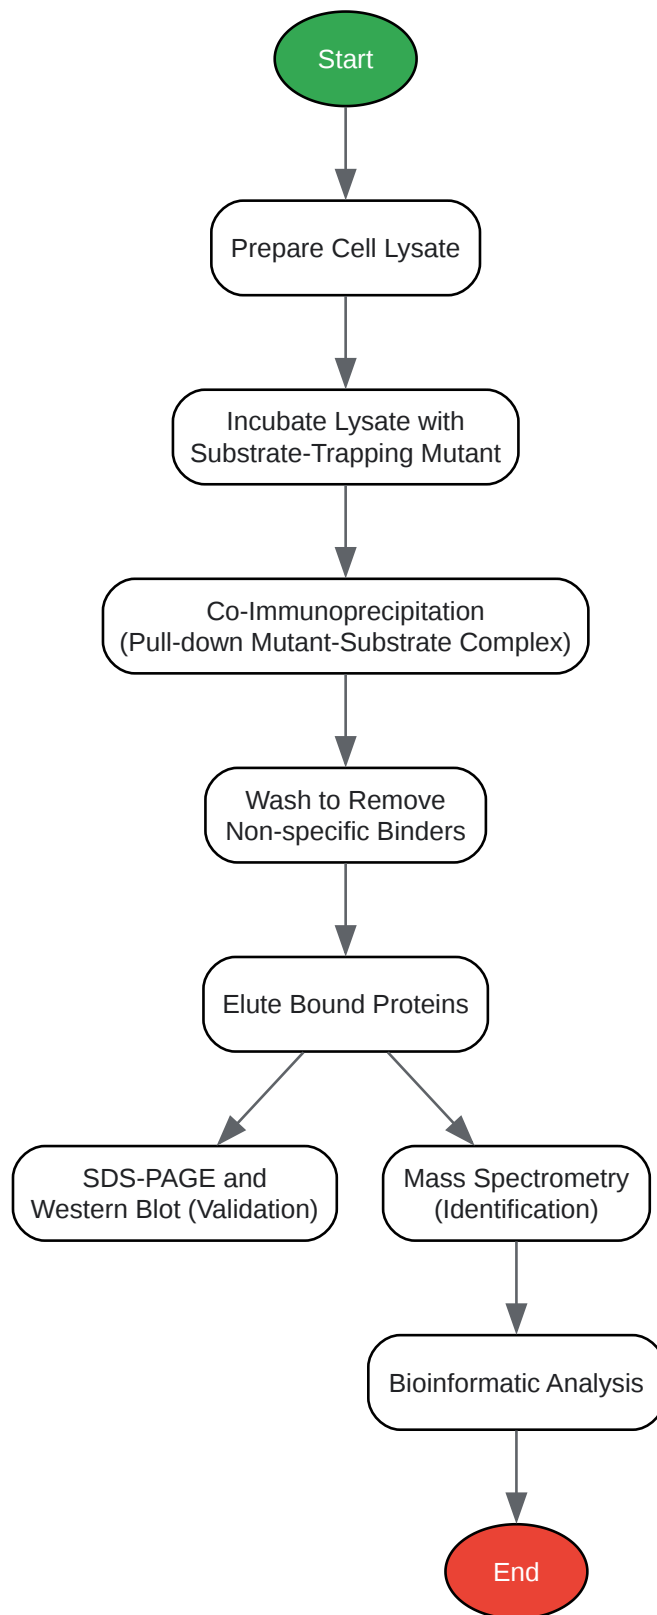 Start
Prepare Cell Lysate
Incubate Lysate with
Substrate-Trapping Mutant
Co-Immunoprecipitation
(Pull-down Mutant-Substrate Complex)
Wash to Remove
Non-specific Binders
Elute Bound Proteins
SDS-PAGE and
Western Blot (Validation)
Mass Spectrometry
(Identification)
Bioinformatic Analysis
End